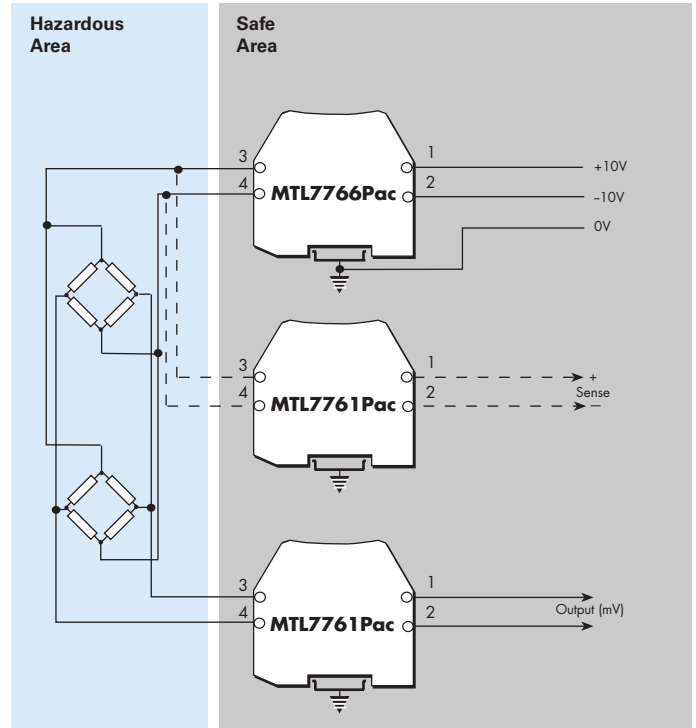 Hazardous
Area
Safe
Area
3
4
MTL7766Pac
1
2
+10V
–10V
0V
3
4
MTL7761Pac
1
2
+
Sense
–
3
4
MTL7761Pac
1
2
Output (mV)